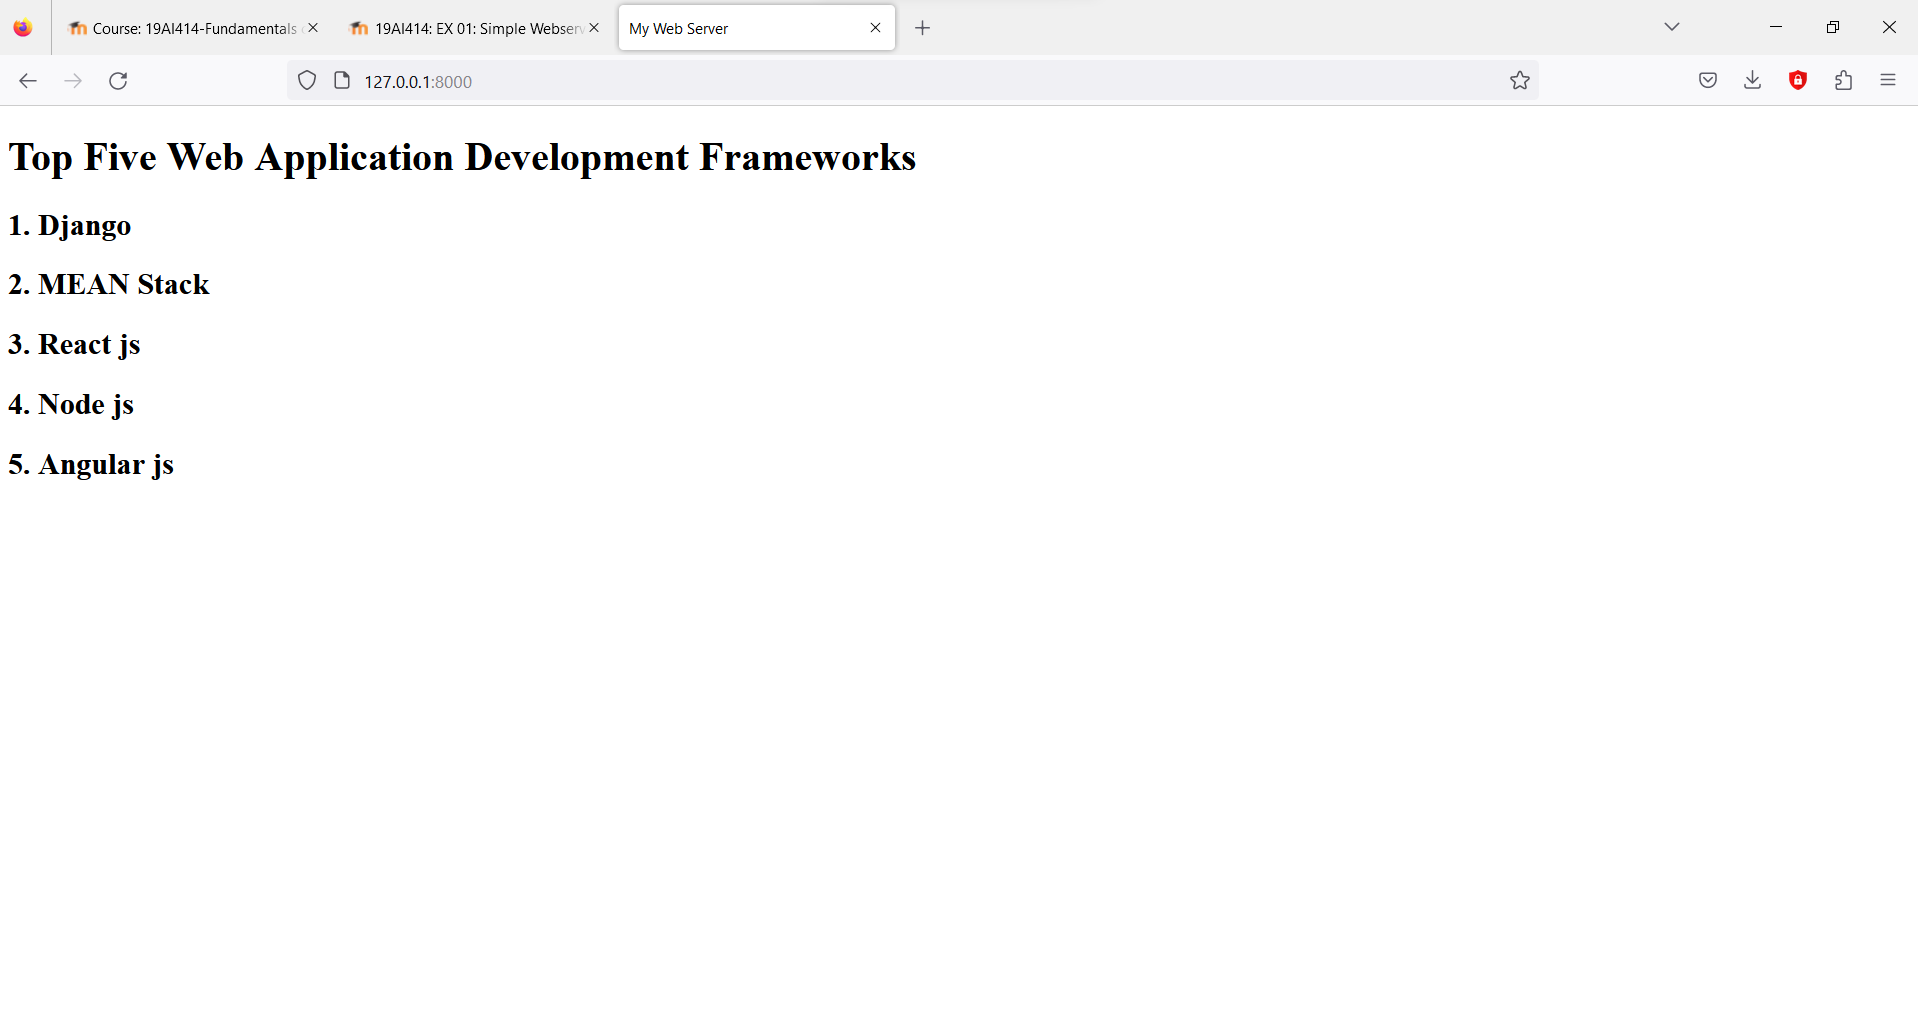 Course: 19AI414-Fundamentals
19AI414: EX 01: Simple Webserv
My Web Server
127.0.0.1:8000
Top Five Web Application Development Frameworks
1. Django
2. MEAN Stack
3. React js
4. Node js
5. Angular js